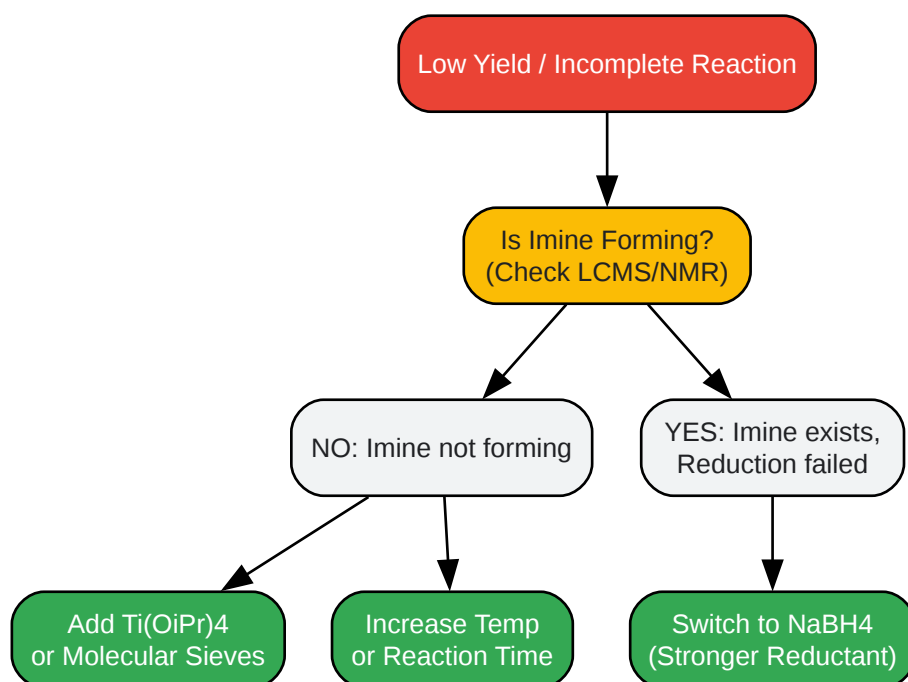 Low Yield / Incomplete Reaction
Is Imine Forming?
(Check LCMS/NMR)
NO: Imine not forming
YES: Imine exists,
Reduction failed
Add Ti(OiPr)4
or Molecular Sieves
Increase Temp
or Reaction Time
Switch to NaBH4
(Stronger Reductant)